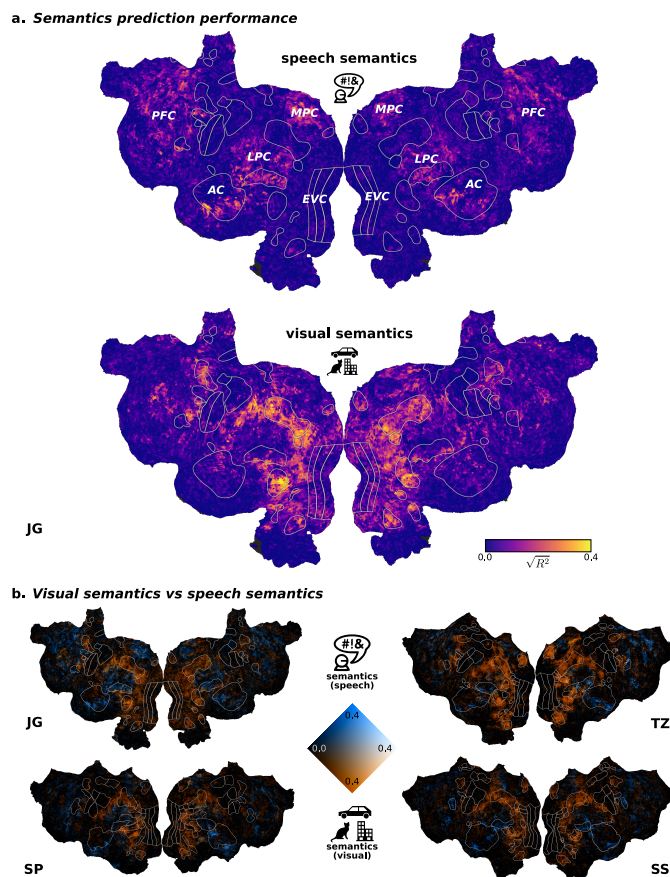 a. Semantics prediction performance
speech semantics
#!&
PFC
MPC
LPC
AC
EVC
MPC
PFC
LPC
AC
EVC
visual semantics
JG
0,0
0,4
√R²
b. Visual semantics vs speech semantics
#!&
semantics
(speech)
JG
TZ
0,4
0,0
0,4
0,4
semantics
(visual)
SP
SS